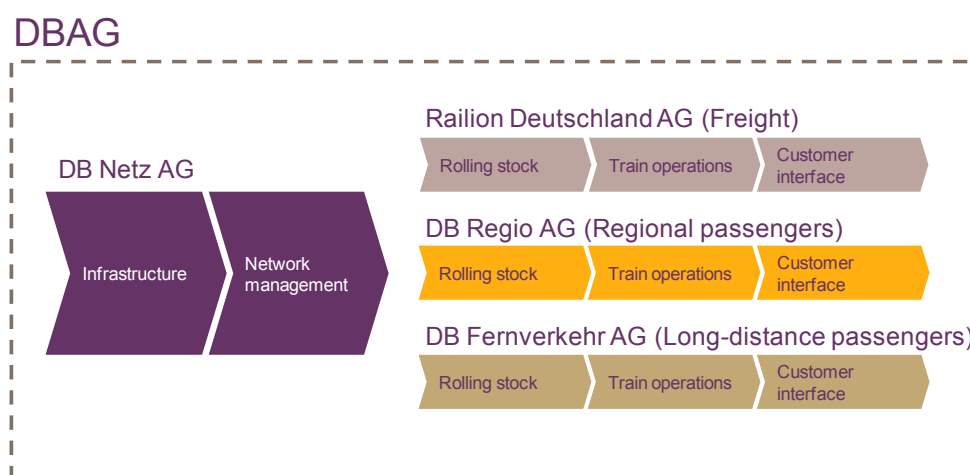 DBAG
Railion Deutschland AG (Freight)
Rolling stock
Train operations
Customer
interface
DB Netz AG
Infrastructure
Network
management
DB Regio AG (Regional passengers)
Rolling stock
Train operations
Customer
interface
DB Fernverkehr AG (Long-distance passengers)
Rolling stock
Train operations
Customer
interface